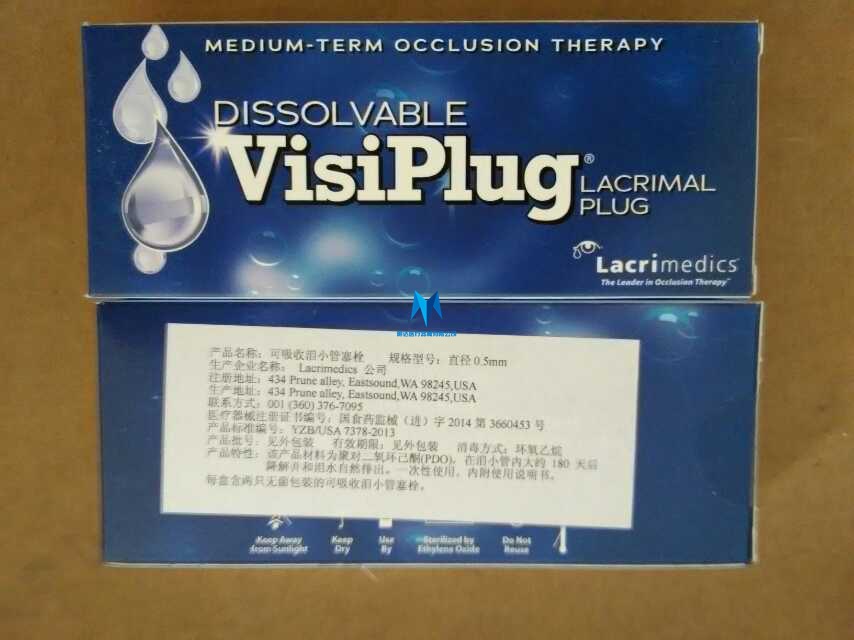 MEDIUM-TERM OCCLUSION THERAPY
DISSOLVABLE
VisiPlug®
LACRIMAL
PLUG
Lacrimedics
The Leader in Occlusion Therapy™
产品名称：可吸收泪小管塞栓 规格型号：直径 0.5mm
生产企业名称： Lacrimedics 公司
注册地址：434 Prune alley, Eastsound,WA 98245,USA
生产地址：434 Prune alley, Eastsound,WA 98245,USA
联系方式：001 (360) 376-7095
医疗器械注册证书编号：国食药监械（进）字 2014 第 3660453 号
产品标准编号：YZB/USA 7378-2013
产品批号：见外包装 有效期限：见外包装 消毒方式：环氧乙烷
产品特性：该产品材料为聚对二氧环己酮(PDO)，在泪小管内大约 180 天后
降解并和泪水自然排出。一次性使用，内附使用说明书。
每盒含两只无菌包装的可吸收泪小管塞栓。
Keep Away
from Sunlight
Keep
Dry
Use
By
Sterilized by
Ethylene Oxide
Do Not
Reuse